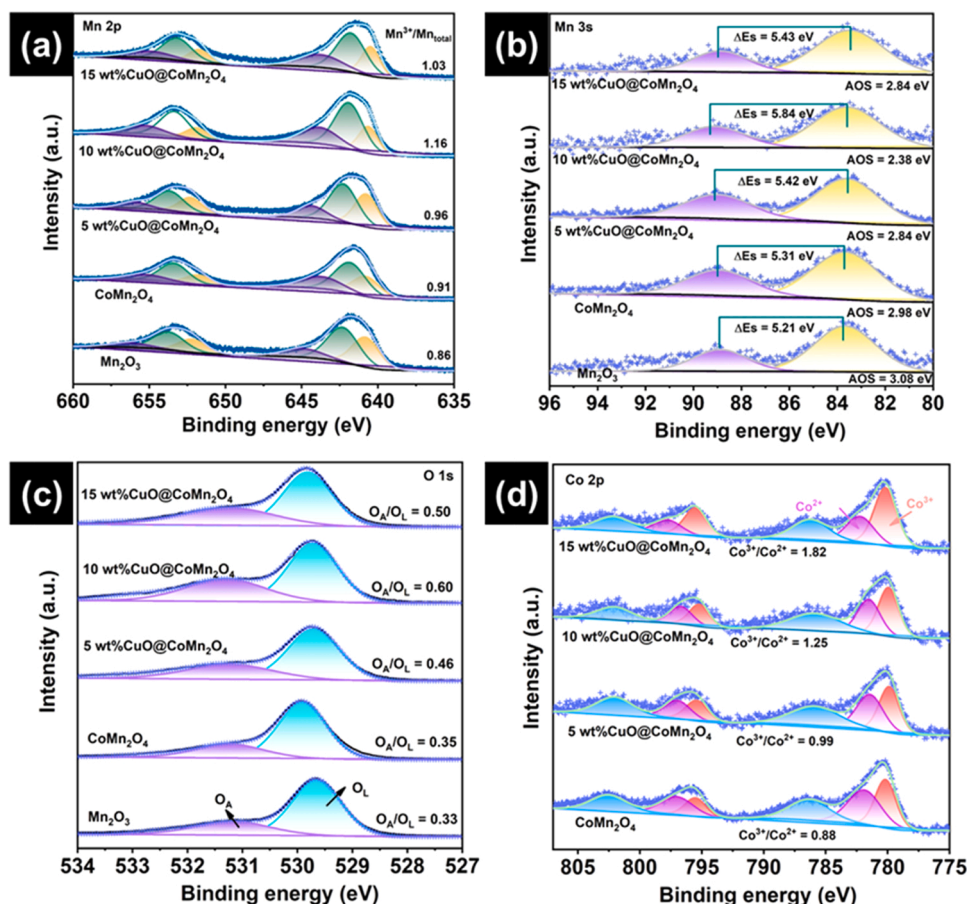 (a)
Mn 2p
Mn³⁺/Mn_total
15 wt%CuO@CoMn₂O₄
1.03
10 wt%CuO@CoMn₂O₄
1.16
5 wt%CuO@CoMn₂O₄
0.96
CoMn₂O₄
0.91
Mn₂O₃
0.86
Intensity (a.u.)
660 655 650 645 640 635
Binding energy (eV)
(b)
Mn 3s
ΔEs = 5.43 eV
15 wt%CuO@CoMn₂O₄
AOS = 2.84 eV
ΔEs = 5.84 eV
10 wt%CuO@CoMn₂O₄
AOS = 2.38 eV
ΔEs = 5.42 eV
5 wt%CuO@CoMn₂O₄
AOS = 2.84 eV
ΔEs = 5.31 eV
CoMn₂O₄
AOS = 2.98 eV
ΔEs = 5.21 eV
Mn₂O₃
AOS = 3.08 eV
Intensity (a.u.)
96 94 92 90 88 86 84 82 80
Binding energy (eV)
(c)
O 1s
15 wt%CuO@CoMn₂O₄
O_A/O_L = 0.50
10 wt%CuO@CoMn₂O₄
O_A/O_L = 0.60
5 wt%CuO@CoMn₂O₄
O_A/O_L = 0.46
CoMn₂O₄
O_A/O_L = 0.35
O_A
O_L
Mn₂O₃
O_A/O_L = 0.33
Intensity (a.u.)
534 533 532 531 530 529 528 527
Binding energy (eV)
(d)
Co 2p
Co²⁺
Co³⁺
15 wt%CuO@CoMn₂O₄
Co³⁺/Co²⁺ = 1.82
10 wt%CuO@CoMn₂O₄
Co³⁺/Co²⁺ = 1.25
5 wt%CuO@CoMn₂O₄
Co³⁺/Co²⁺ = 0.99
CoMn₂O₄
Co³⁺/Co²⁺ = 0.88
Intensity (a.u.)
805 800 795 790 785 780 775
Binding energy (eV)